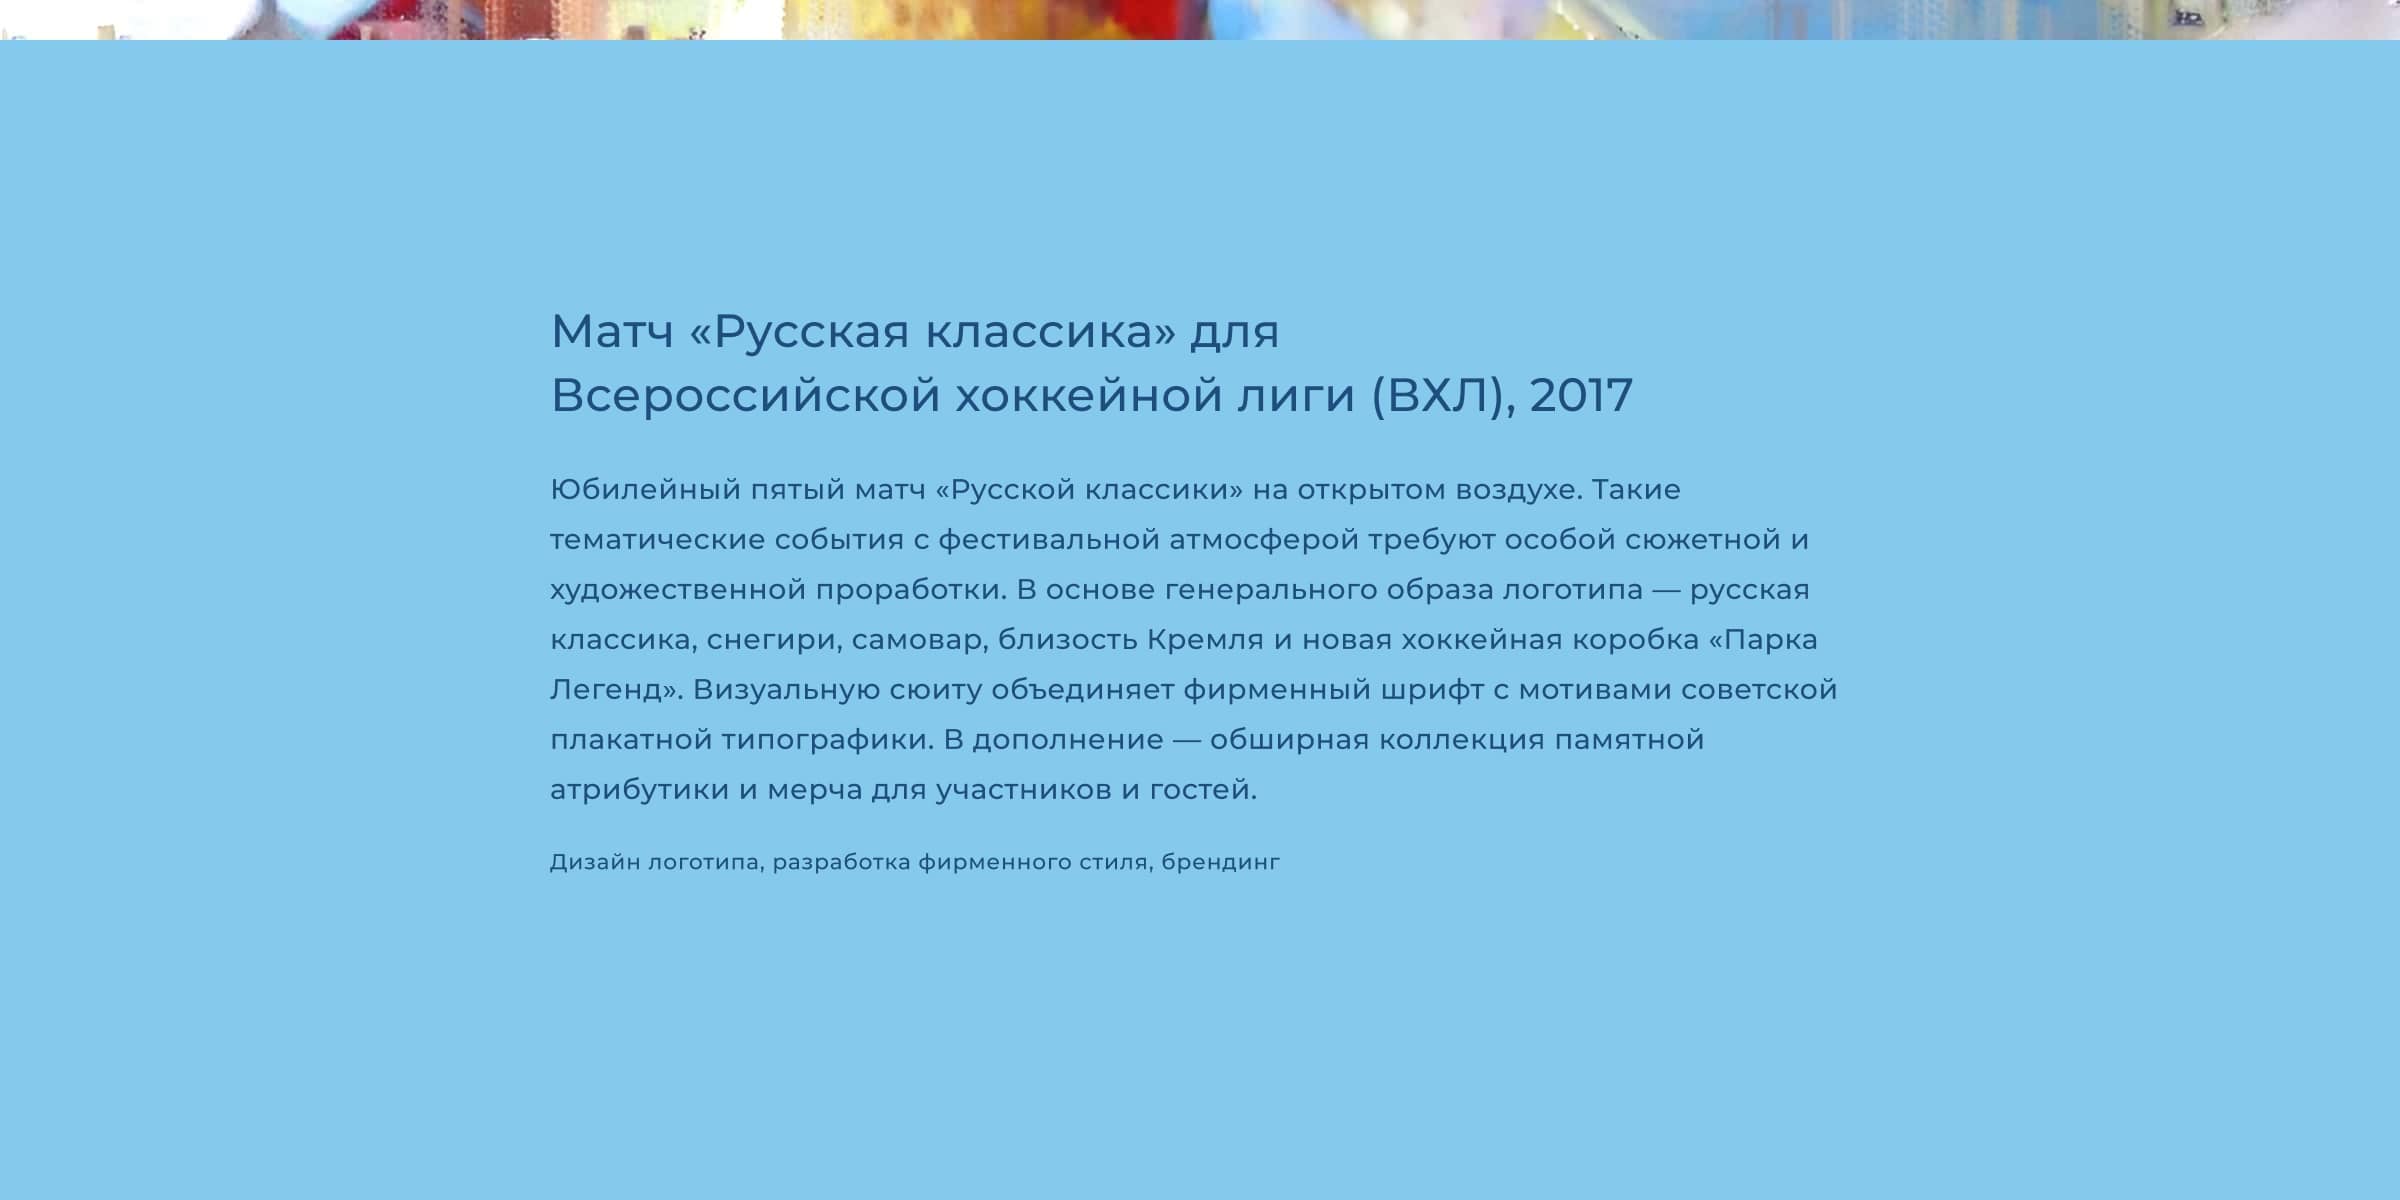 Матч «Русская классика» для
Всероссийской хоккейной лиги (ВХЛ), 2017
Юбилейный пятый матч «Русской классики» на открытом воздухе. Такие
тематические события с фестивальной атмосферой требуют особой сюжетной и
художественной проработки. В основе генерального образа логотипа — русская
классика, снегири, самовар, близость Кремля и новая хоккейная коробка «Парка
Легенд». Визуальную сюиту объединяет фирменный шрифт с мотивами советской
плакатной типографики. В дополнение — обширная коллекция памятной
атрибутики и мерча для участников и гостей.
Дизайн логотипа, разработка фирменного стиля, брендинг